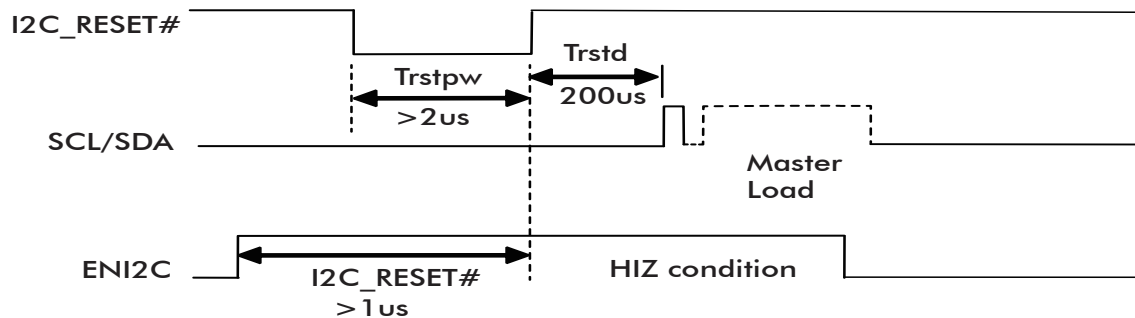 I2C_RESET#
Trstd
200us
Trstpw
>2us
SCL/SDA
Master
Load
ENI2C
I2C_RESET#
>1us
HIZ condition